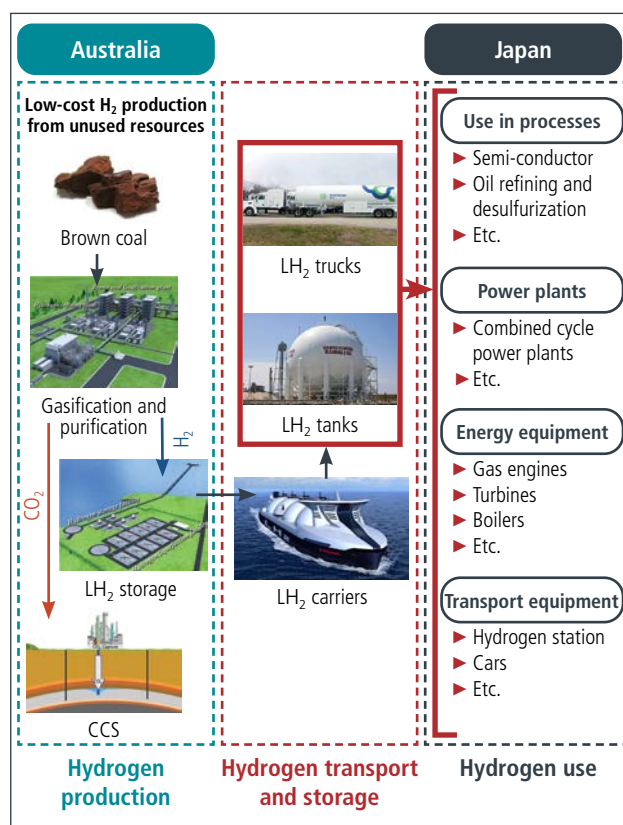 Australia
Japan
Low-cost H₂ production
from unused resources
Brown coal
Gasification and
purification
H₂
CO₂
LH₂ storage
CCS
LH₂ trucks
LH₂ tanks
LH₂ carriers
Use in processes
► Semi-conductor
► Oil refining and
desulfurization
► Etc.
Power plants
► Combined cycle
power plants
► Etc.
Energy equipment
► Gas engines
► Turbines
► Boilers
► Etc.
Transport equipment
► Hydrogen station
► Cars
► Etc.
Hydrogen
production
Hydrogen transport
and storage
Hydrogen use